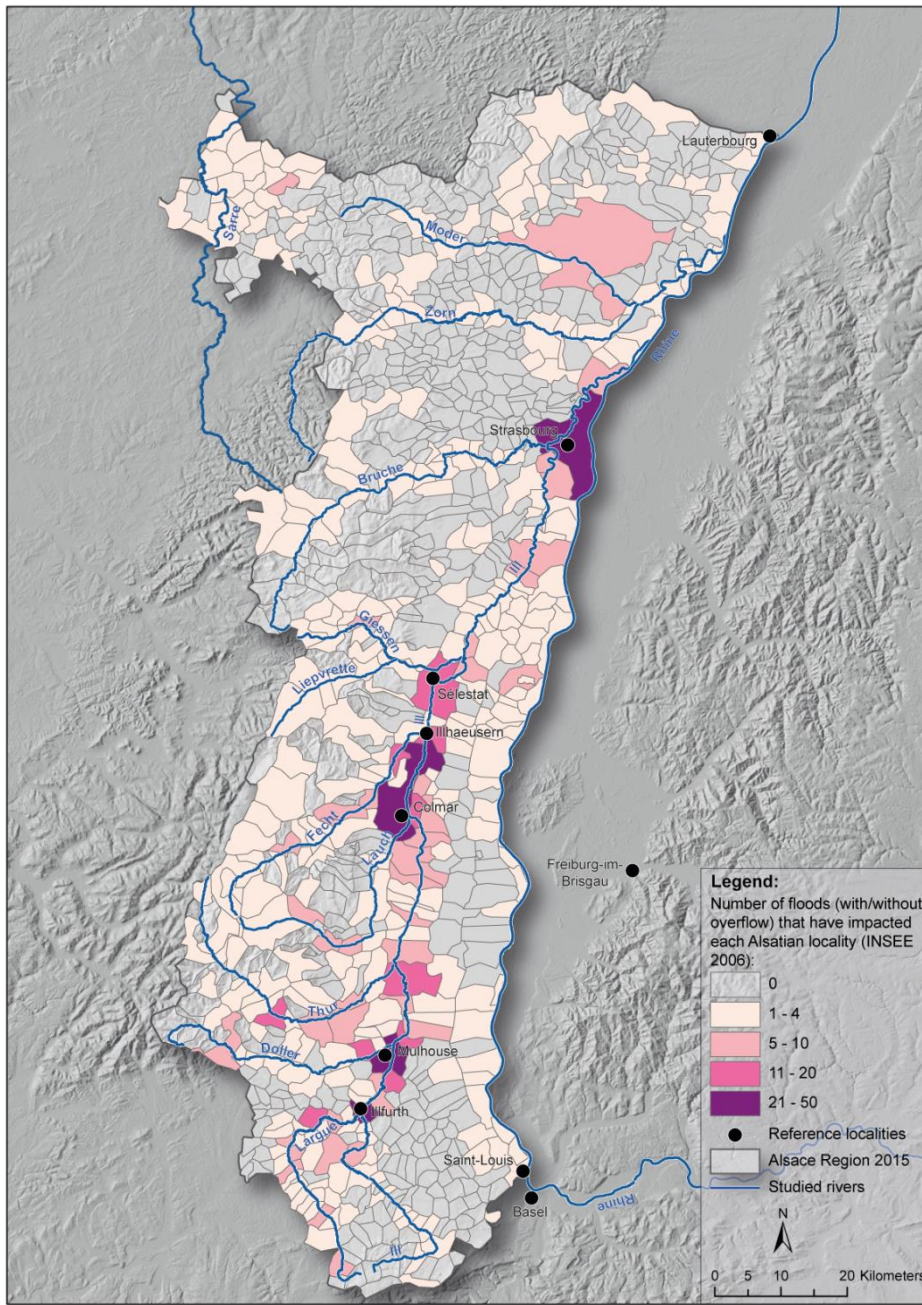 Lauterbourg
Sarre
Moder
Zorn
Rhine
Strasbourg
Bruche
Ill
Giessen
Liepvrette
Sélestat
Ill
Illhaeusern
Colmar
Fecht
Lauch
Freiburg-im-
Brisgau
Thur
Doller
Mulhouse
Illfurth
Largue
Saint-Louis
Basel
Rhine
Ill
Legend:
Number of floods (with/without
overflow) that have impacted
each Alsatian locality (INSEE
2006):
0
1 - 4
5 - 10
11 - 20
21 - 50
Reference localities
Alsace Region 2015
Studied rivers
N
0 5 10 20 Kilometers